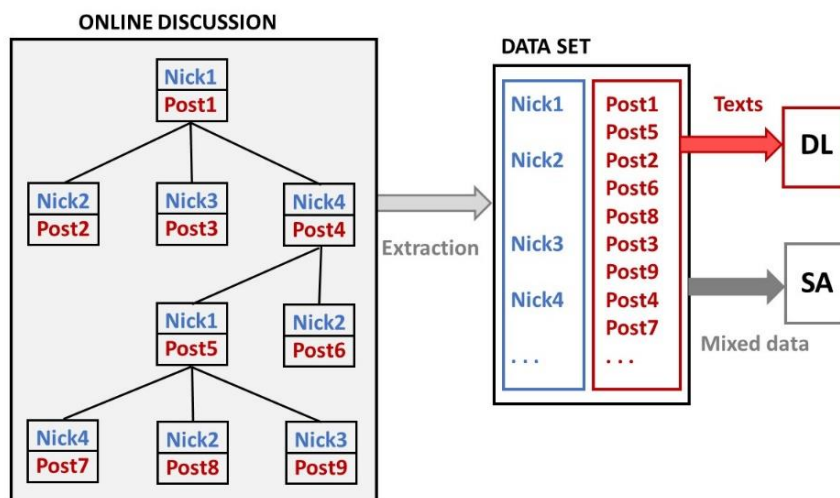 ONLINE DISCUSSION
Nick1
Post1
Nick2
Post2
Nick3
Post3
Nick4
Post4
Nick1
Post5
Nick2
Post6
Nick4
Post7
Nick2
Post8
Nick3
Post9
Extraction
DATA SET
Nick1
Nick2
Nick3
Nick4
. . .
Post1
Post5
Post2
Post6
Post8
Post3
Post9
Post4
Post7
. . .
Texts
DL
SA
Mixed data